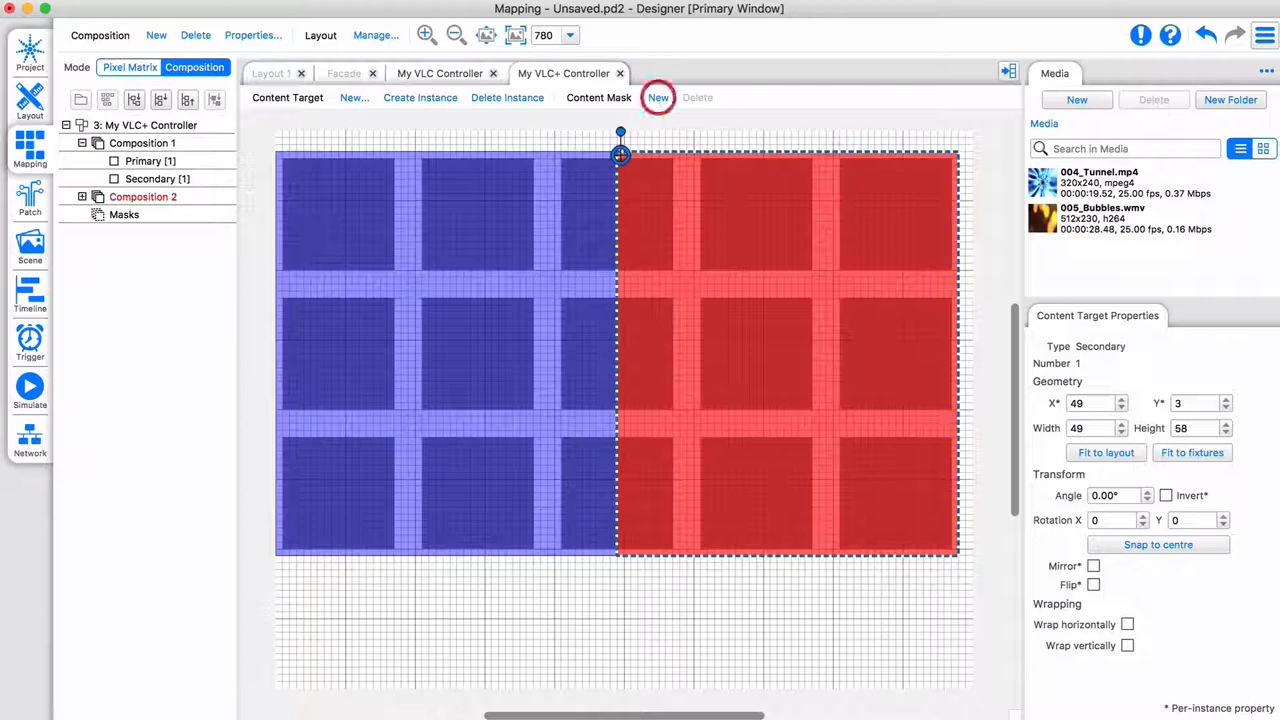 Mapping - Unsaved.pd2 - Designer [Primary Window]
Composition New Delete Properties... Layout Manage... 780
Project
Mode Pixel Matrix Composition
Layout 1 Facade My VLC Controller My VLC+ Controller
Media
Content Target New... Create Instance Delete Instance Content Mask New Delete
New Delete New Folder
Layout
3: My VLC+ Controller
Media
Composition 1
Search in Media
Mapping
Primary [1]
Secondary [1]
004_Tunnel.mp4
320x240, mpeg4
00:00:19.52, 25.00 fps, 0.37 Mbps
Composition 2
005_Bubbles.wmv
512x230, h264
00:00:28.48, 25.00 fps, 0.16 Mbps
Patch
Masks
Scene
Timeline
Content Target Properties
Trigger
Type Secondary
Number 1
Geometry
Simulate
X* 49 Y* 3
Width 49 Height 58
Network
Fit to layout Fit to fixtures
Transform
Angle 0.00° Invert*
Rotation X 0 Y 0
Snap to centre
Mirror*
Flip*
Wrapping
Wrap horizontally
Wrap vertically
* Per-instance property